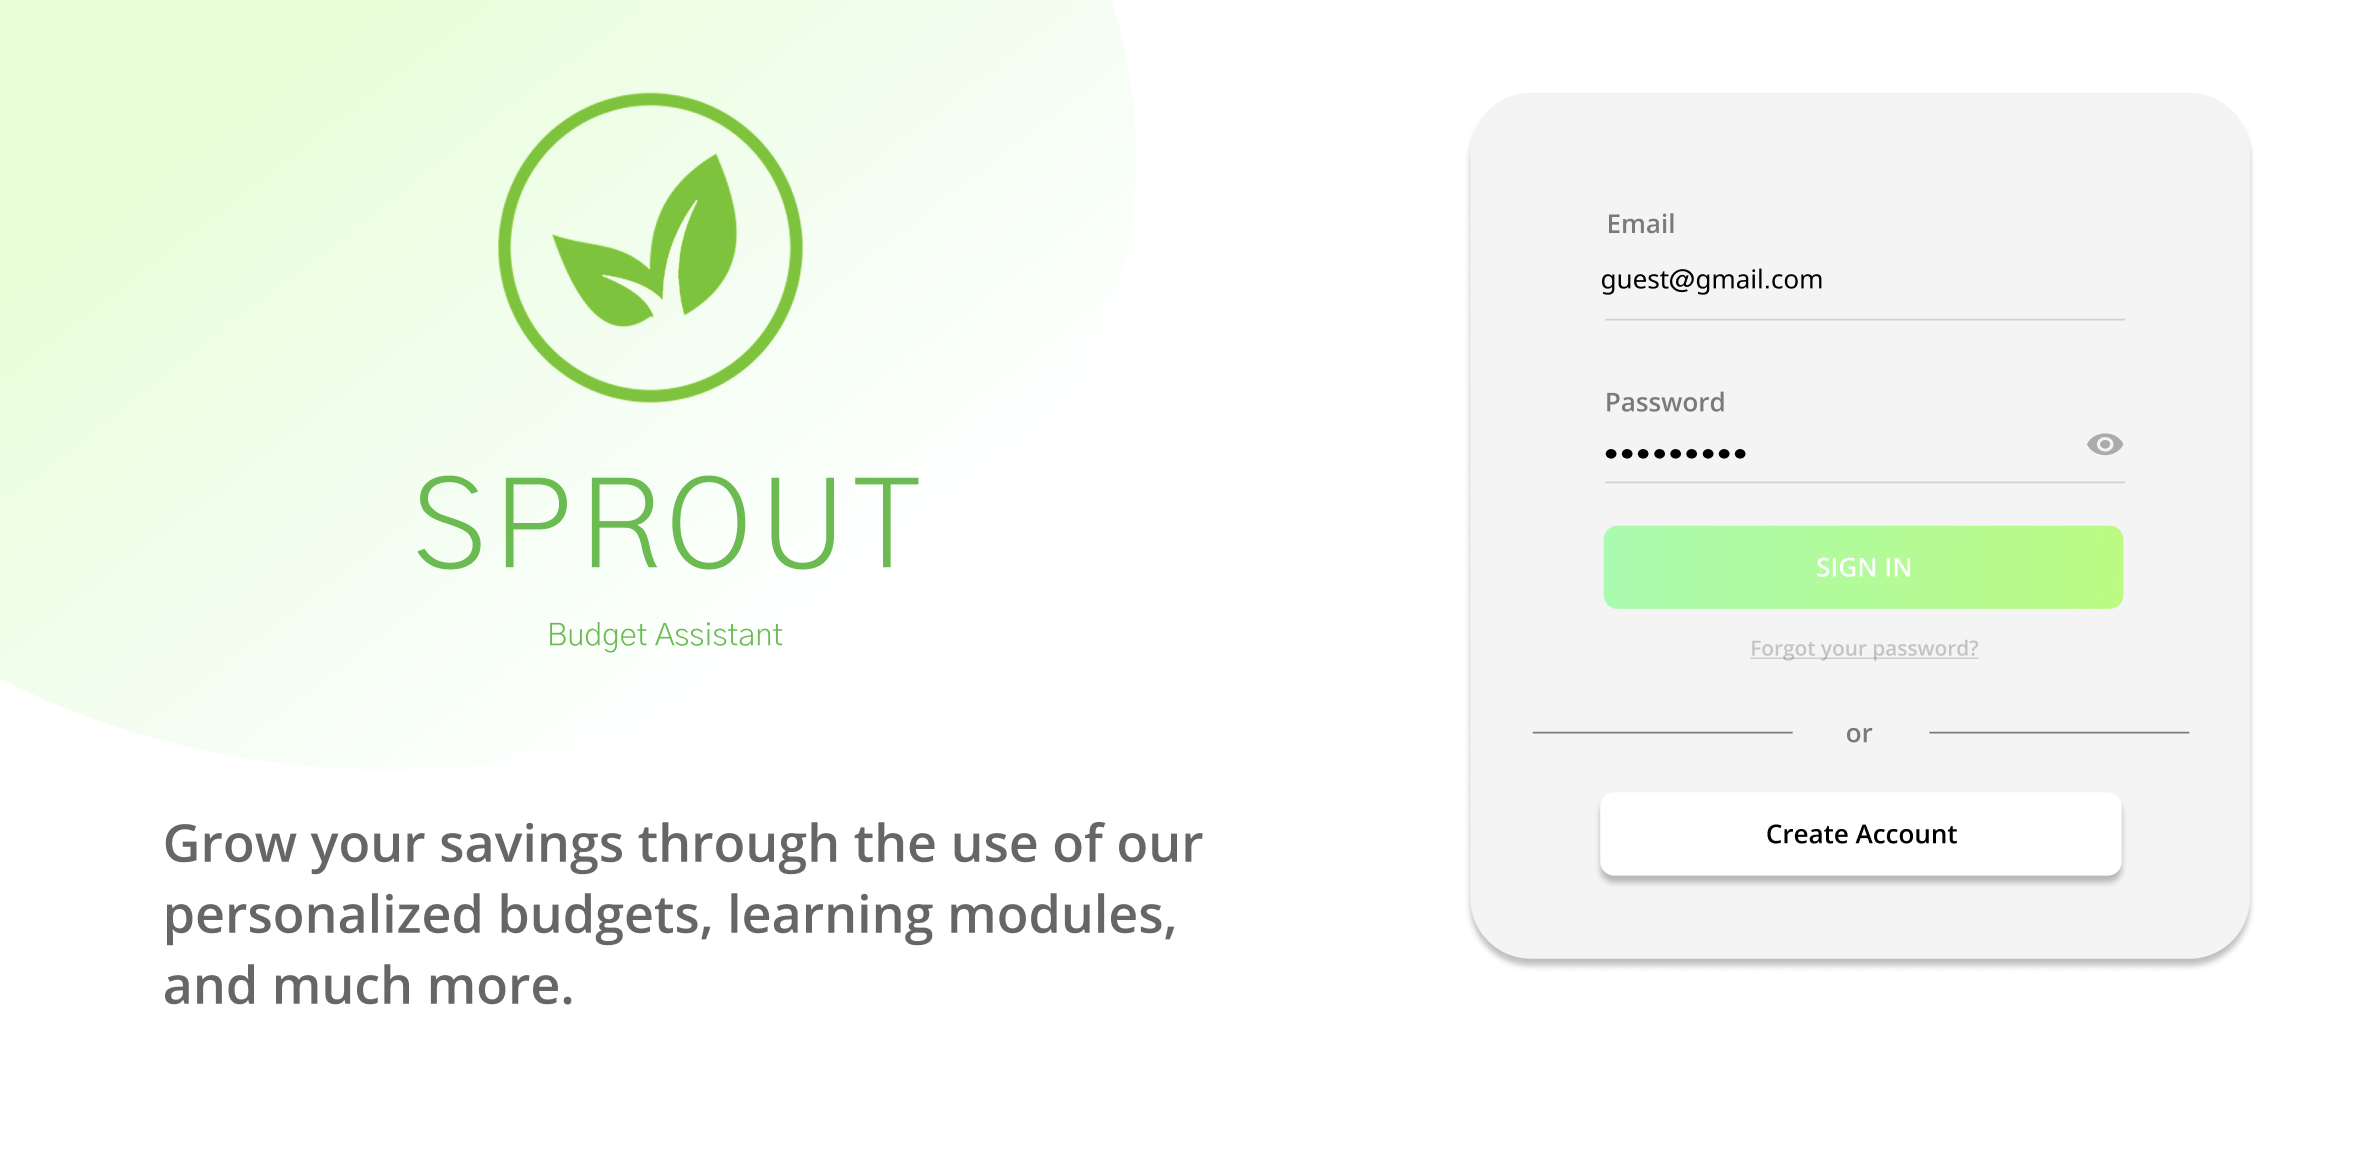 SPROUT
Budget Assistant
Grow your savings through the use of our
personalized budgets, learning modules,
and much more.
Email
guest@gmail.com
Password
•••••••••
SIGN IN
Forgot your password?
or
Create Account